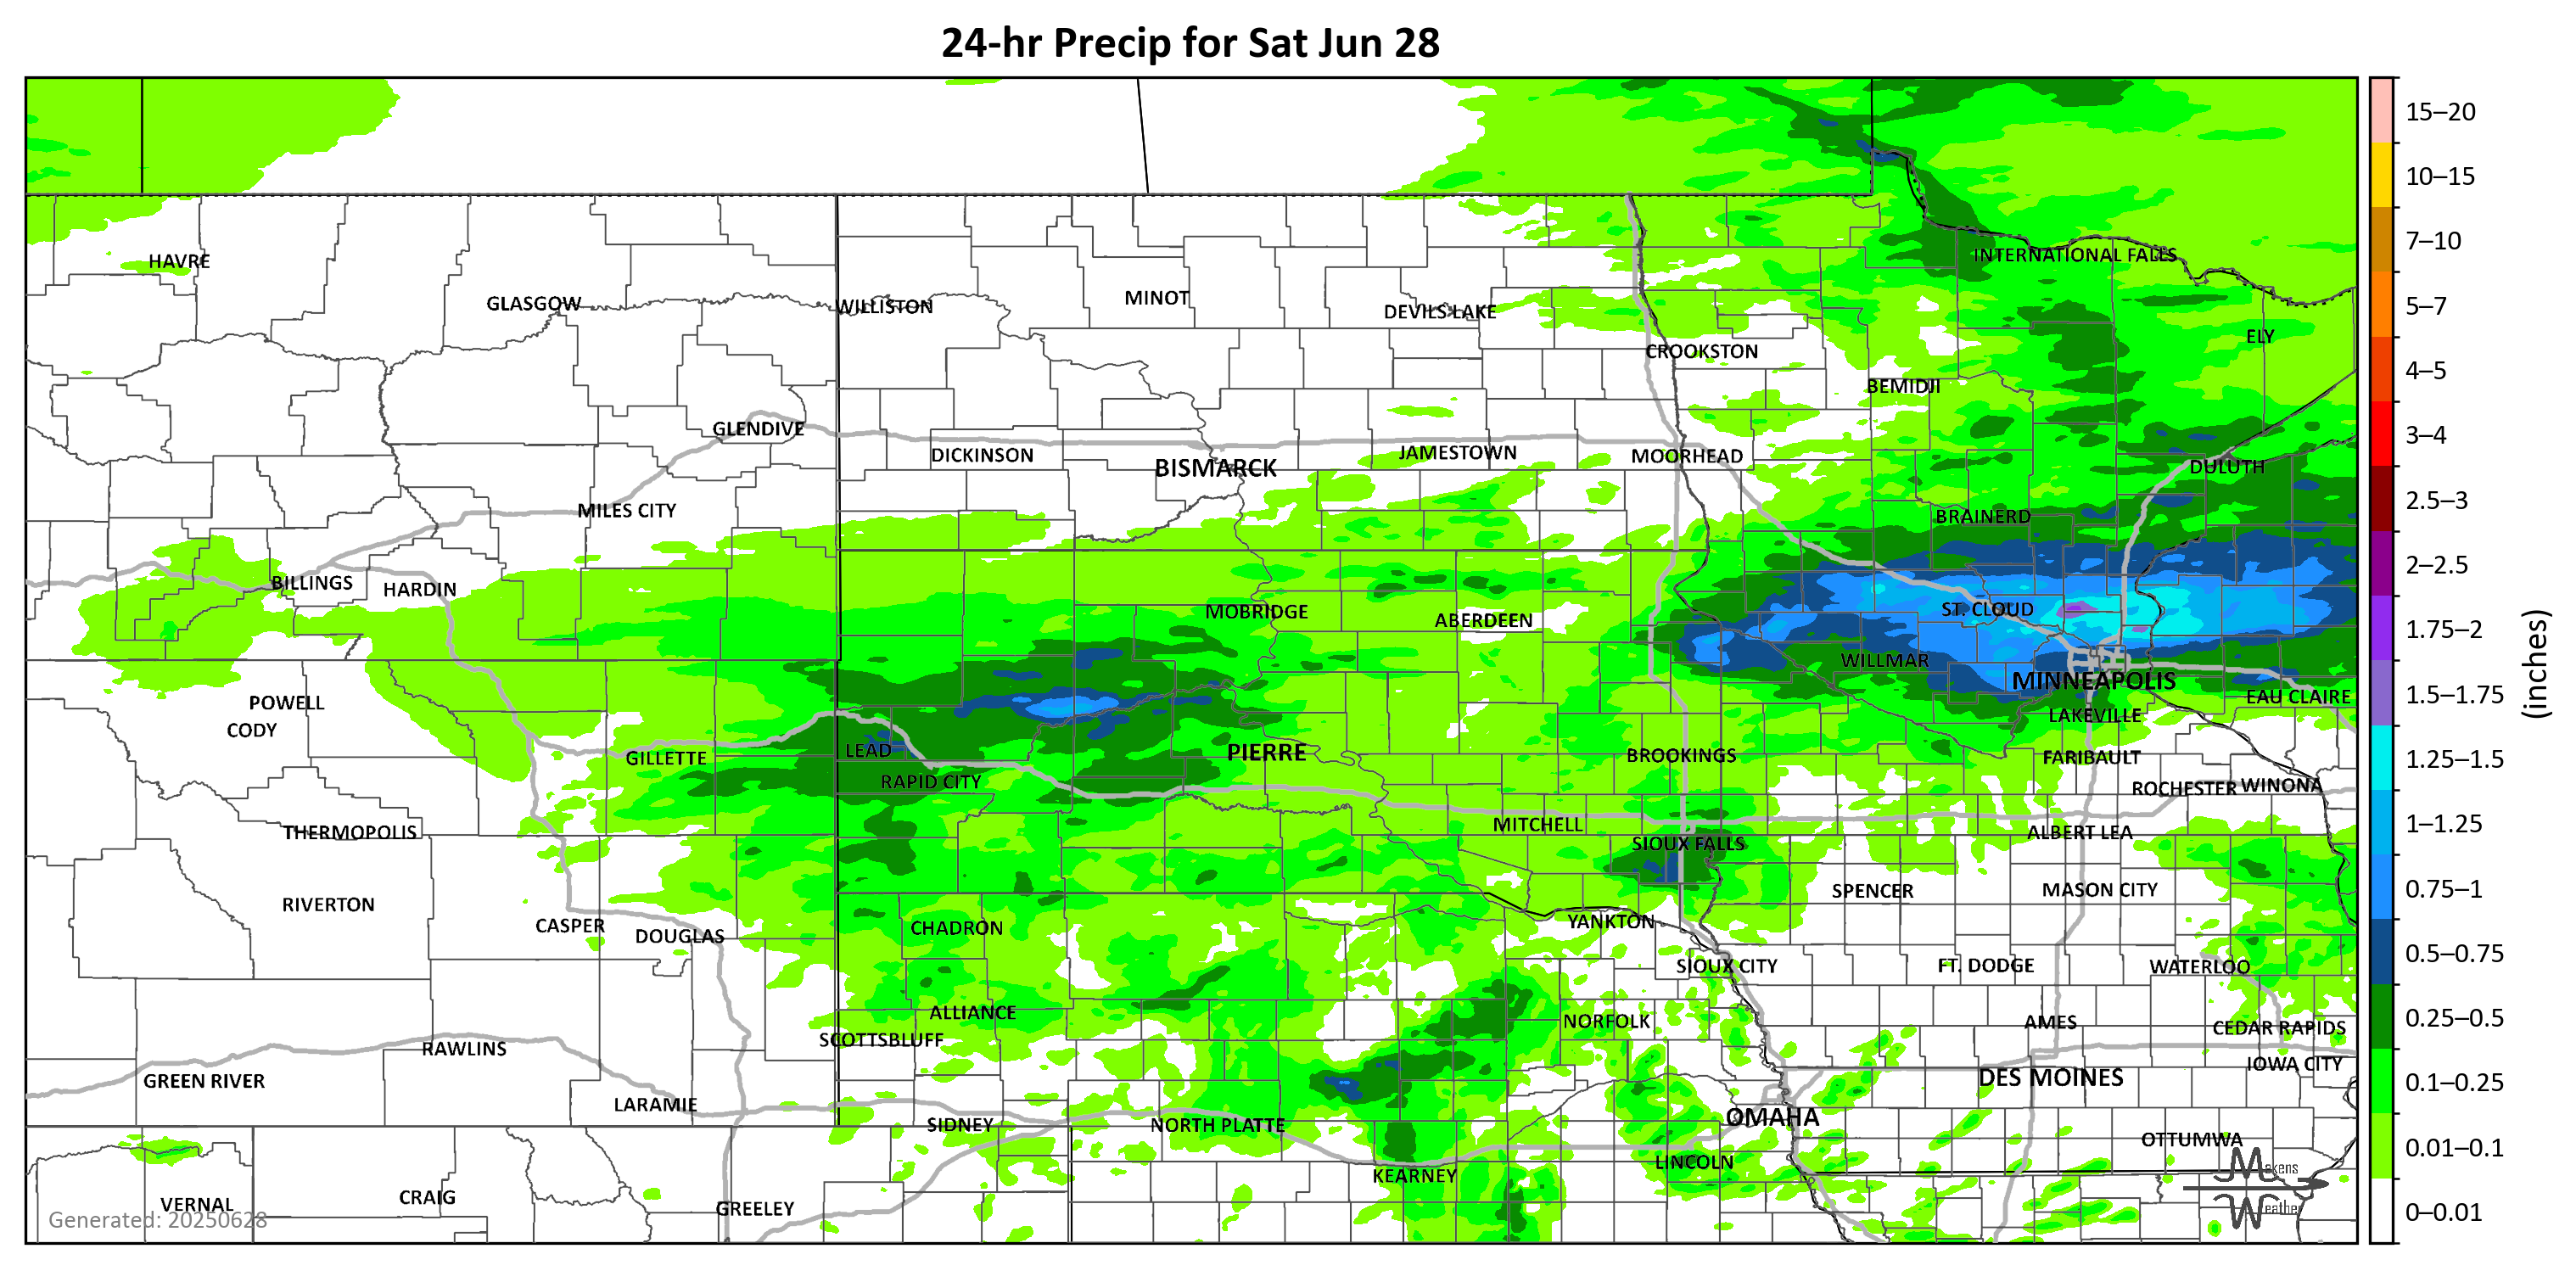 24-hr Precip for Sat Jun 28
15–20
10–15
7–10
5–7
4–5
3–4
2.5–3
2–2.5
1.75–2
1.5–1.75
1.25–1.5
1–1.25
0.75–1
0.5–0.75
0.25–0.5
0.1–0.25
0.01–0.1
0–0.01
(inches)
INTERNATIONAL FALLS
HAVRE
GLASGOW
WILLISTON
MINOT
DEVILS LAKE
ELY
CROOKSTON
BEMIDJI
GLENDIVE
DICKINSON
BISMARCK
JAMESTOWN
MOORHEAD
DULUTH
MILES CITY
BRAINERD
BILLINGS
HARDIN
MOBRIDGE
ABERDEEN
ST. CLOUD
WILLMAR
MINNEAPOLIS
EAU CLAIRE
POWELL
CODY
LAKEVILLE
GILLETTE
LEAD
PIERRE
BROOKINGS
FARIBAULT
RAPID CITY
ROCHESTER
WINONA
THERMOPOLIS
MITCHELL
ALBERT LEA
SIOUX FALLS
RIVERTON
SPENCER
MASON CITY
CASPER
DOUGLAS
CHADRON
YANKTON
SIOUX CITY
FT. DODGE
WATERLOO
ALLIANCE
NORFOLK
AMES
CEDAR RAPIDS
SCOTTSBLUFF
RAWLINS
IOWA CITY
GREEN RIVER
DES MOINES
LARAMIE
OMAHA
SIDNEY
NORTH PLATTE
OTTUMWA
LINCOLN
KEARNEY
VERNAL
CRAIG
GREELEY
Makens
Weather
Generated: 20250628